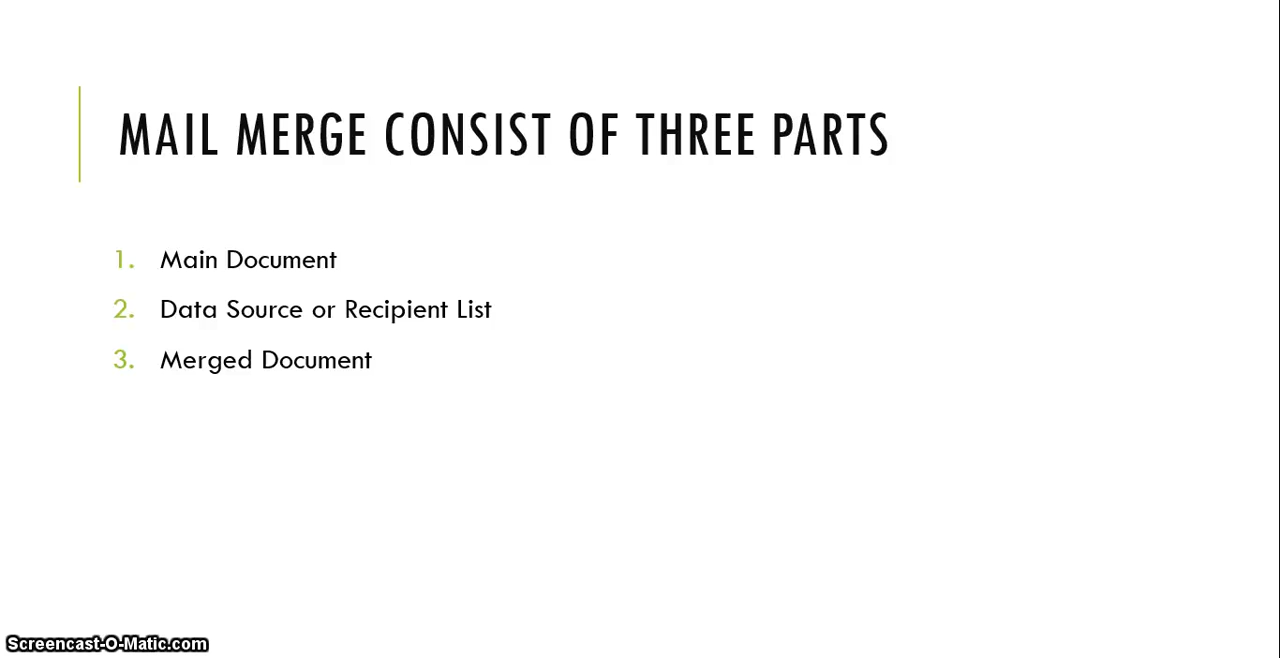 MAIL MERGE CONSIST OF THREE PARTS
1. Main Document
2. Data Source or Recipient List
3. Merged Document
Screencast-O-Matic.com